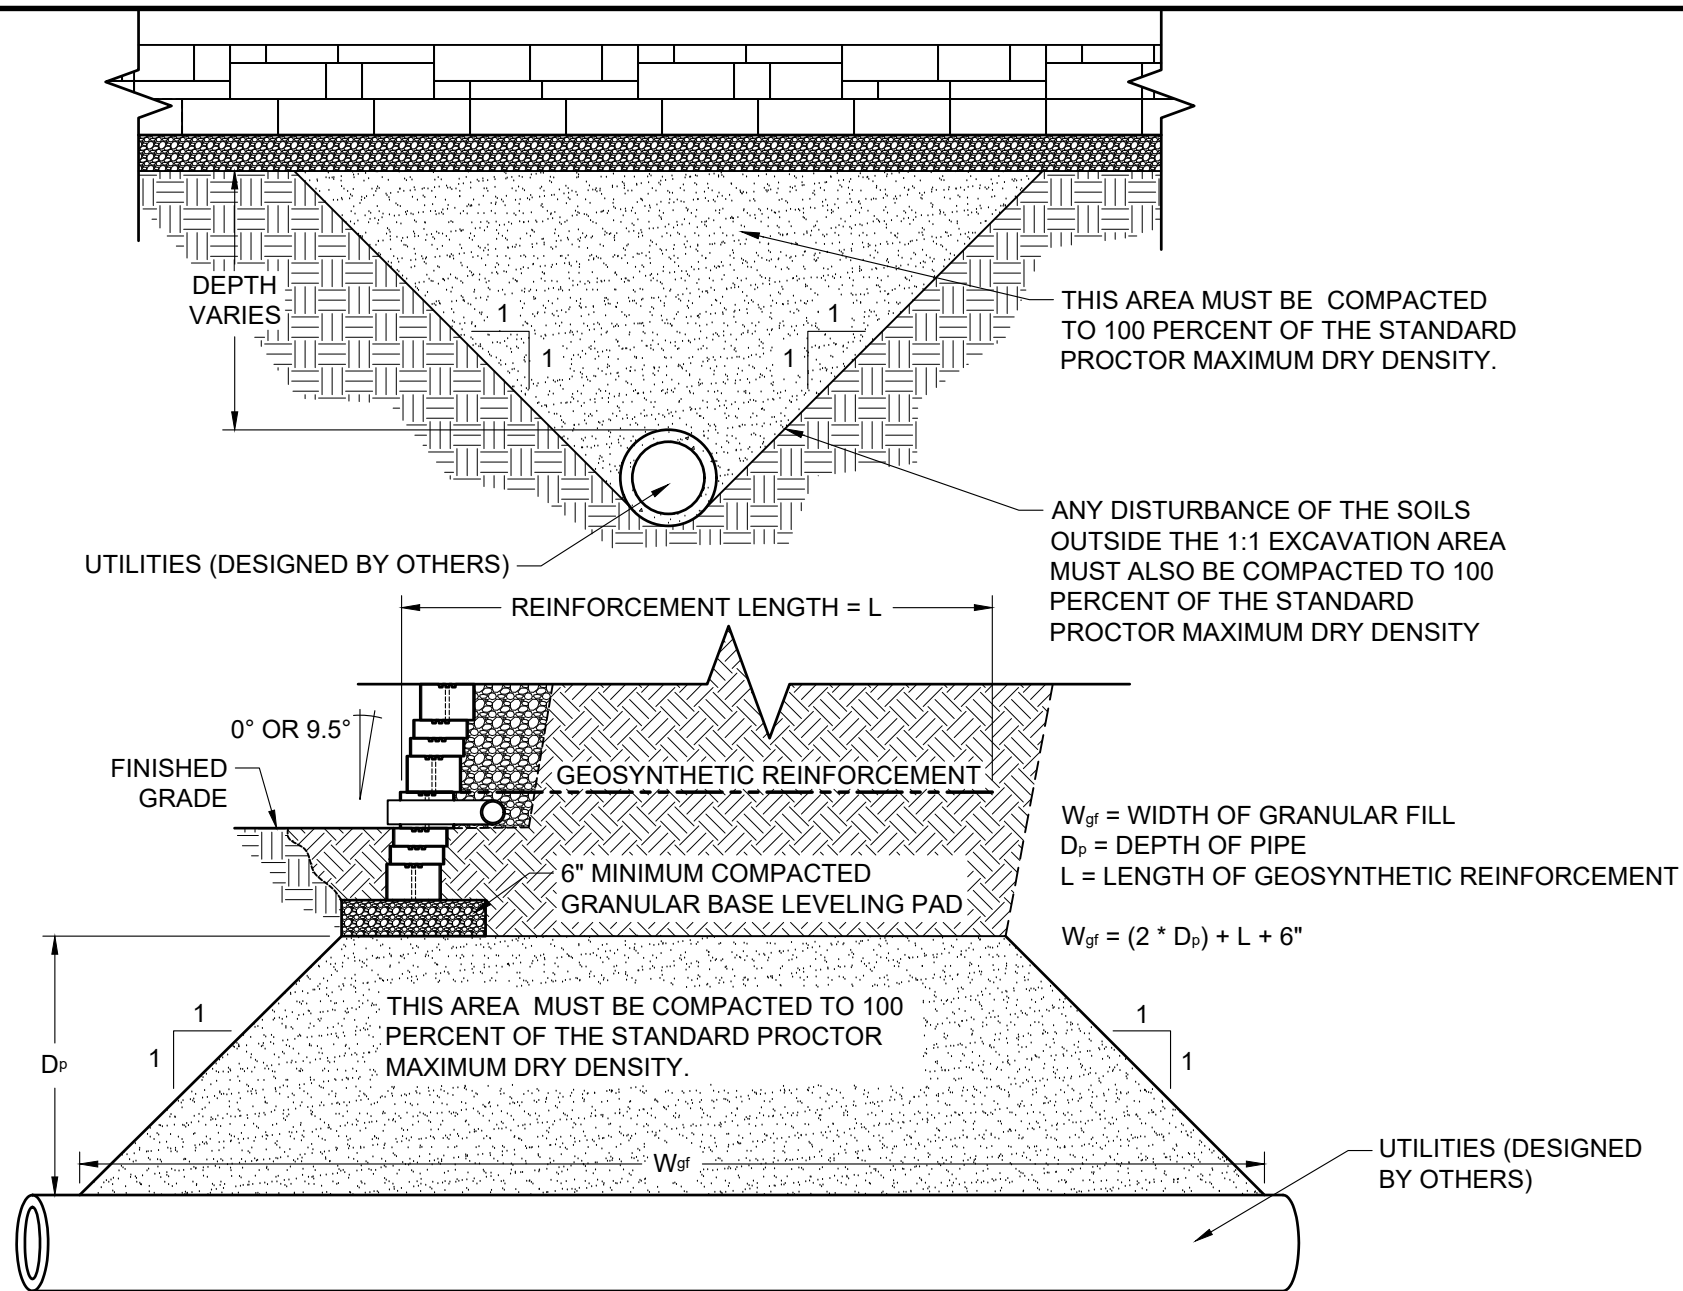 DEPTH
VARIES
1
1
1
1
THIS AREA MUST BE COMPACTED
TO 100 PERCENT OF THE STANDARD
PROCTOR MAXIMUM DRY DENSITY.
ANY DISTURBANCE OF THE SOILS
OUTSIDE THE 1:1 EXCAVATION AREA
MUST ALSO BE COMPACTED TO 100
PERCENT OF THE STANDARD
PROCTOR MAXIMUM DRY DENSITY
UTILITIES (DESIGNED BY OTHERS)
REINFORCEMENT LENGTH = L
0° OR 9.5°
FINISHED
GRADE
GEOSYNTHETIC REINFORCEMENT
6" MINIMUM COMPACTED
GRANULAR BASE LEVELING PAD
Wgf = WIDTH OF GRANULAR FILL
Dp = DEPTH OF PIPE
L = LENGTH OF GEOSYNTHETIC REINFORCEMENT
Wgf = (2 * Dp) + L + 6"
THIS AREA MUST BE COMPACTED TO 100
PERCENT OF THE STANDARD PROCTOR
MAXIMUM DRY DENSITY.
1
1
1
1
Dp
Wgf
UTILITIES (DESIGNED
BY OTHERS)